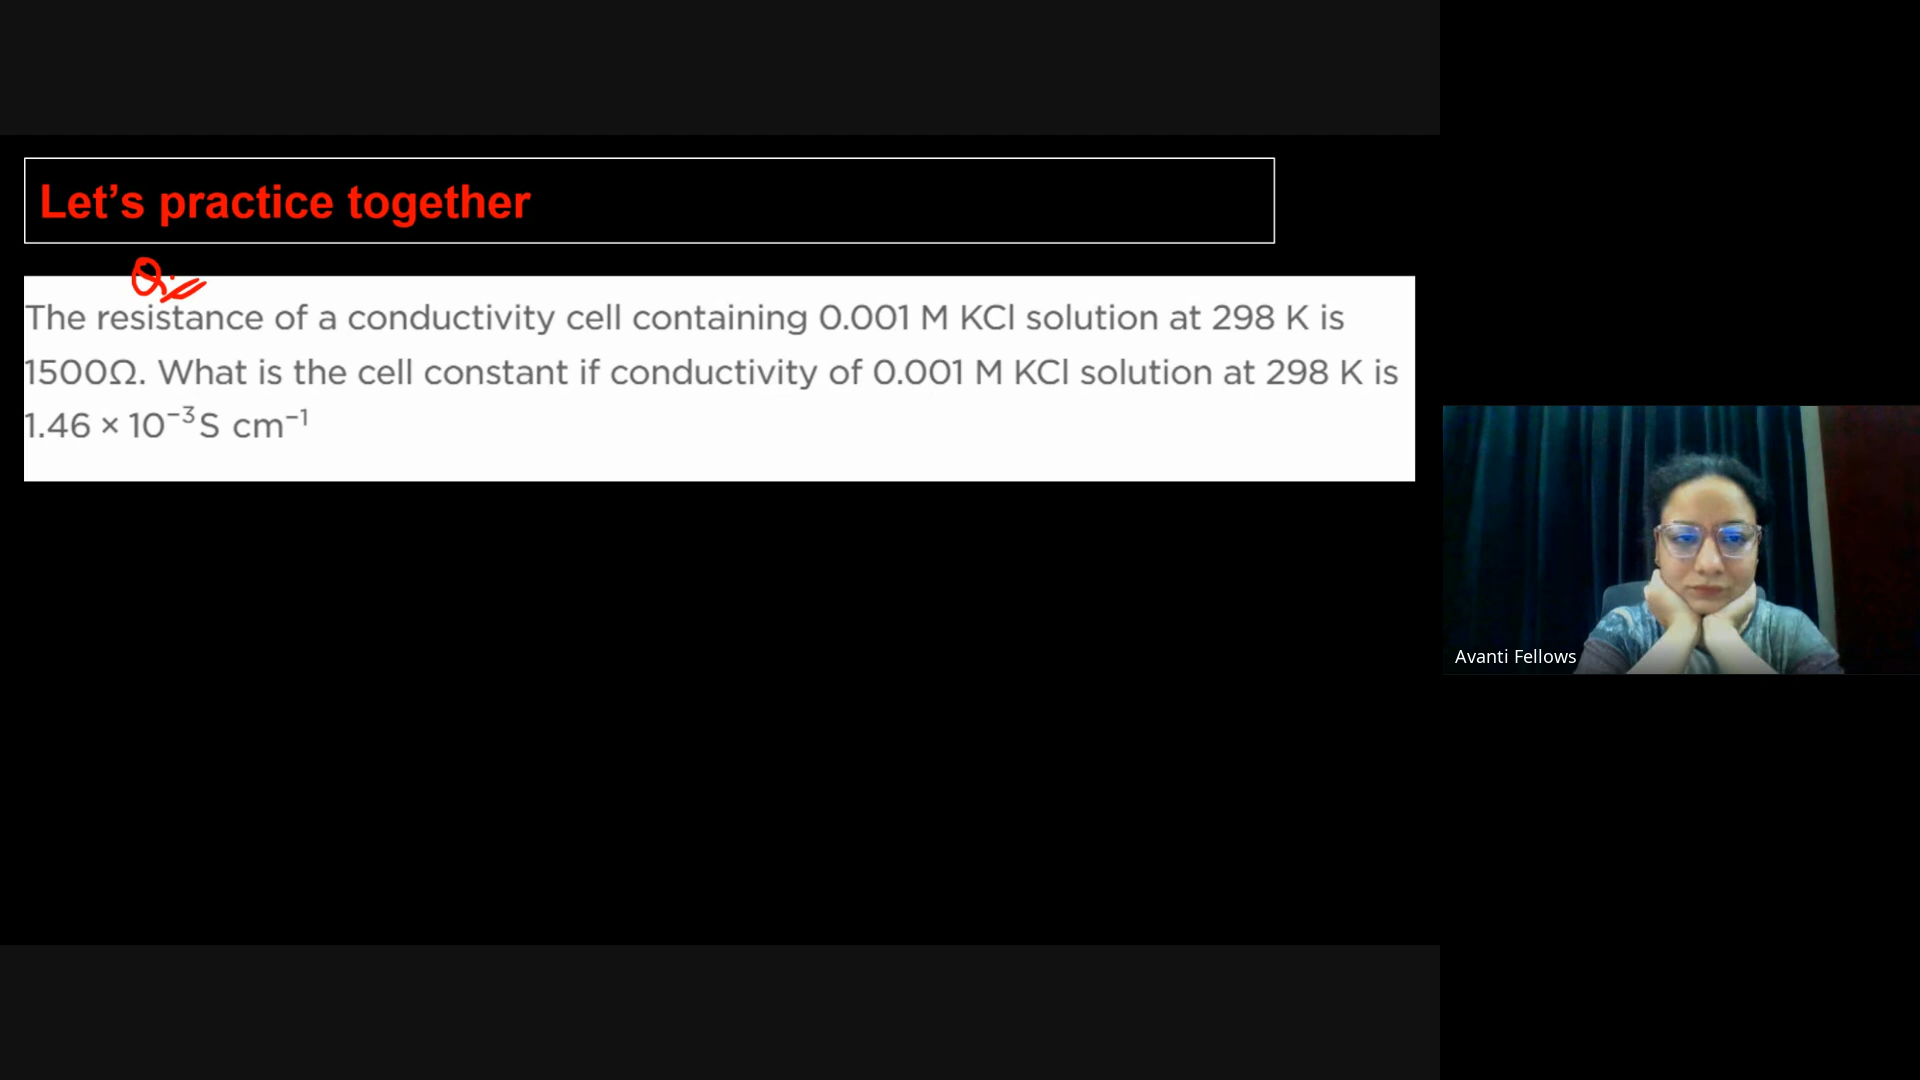 Let’s practice together
Q.
The resistance of a conductivity cell containing 0.001 M KCl solution at 298 K is
1500Ω. What is the cell constant if conductivity of 0.001 M KCl solution at 298 K is
1.46 × 10⁻³S cm⁻¹
Avanti Fellows